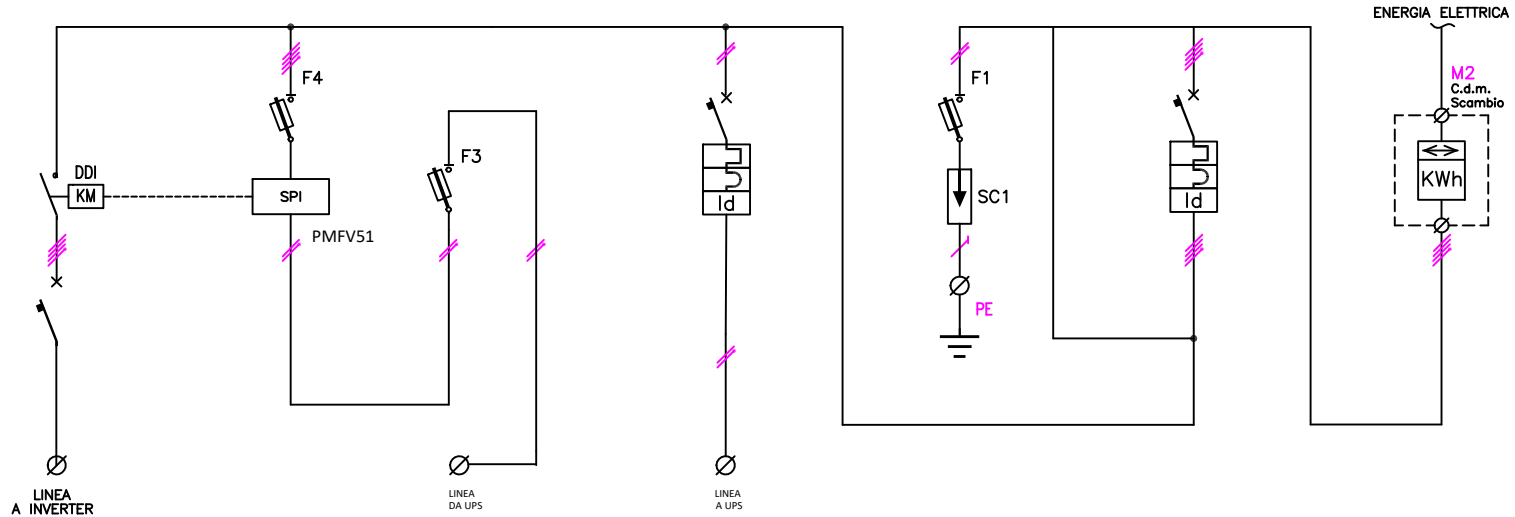 ENERGIA ELETTRICA
M2
C.d.m.
Scambio
KWh
F4
F1
F3
DDI
KM
SPI
PMFV51
Id
SC1
Id
PE
LINEA
A INVERTER
LINEA
DA UPS
LINEA
A UPS